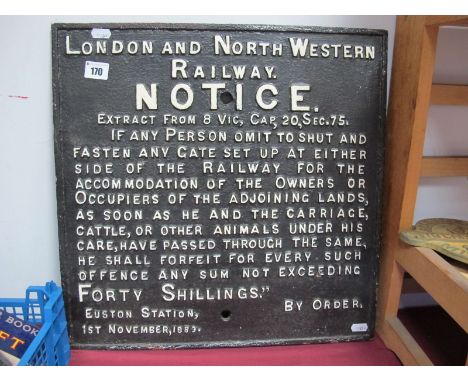 LONDON AND NORTH WESTERN
RAILWAY.
170
NOTICE.
EXTRACT FROM 8 VIC, CAP, 20, SEC. 75.
IF ANY PERSON OMIT TO SHUT AND
FASTEN ANY GATE SET UP AT EITHER
SIDE OF THE RAILWAY FOR THE
ACCOMMODATION OF THE OWNERS OR
OCCUPIERS OF THE ADJOINING LANDS,
AS SOON AS HE AND THE CARRIAGE,
CATTLE, OR OTHER ANIMALS UNDER HIS
CARE, HAVE PASSED THROUGH THE SAME,
HE SHALL FORFEIT FOR EVERY SUCH
OFFENCE ANY SUM NOT EXCEEDING
FORTY SHILLINGS."
EUSTON STATION, BY ORDER.
1ST NOVEMBER, 1883.